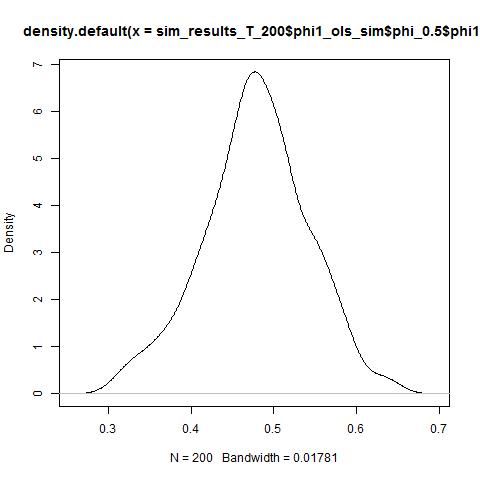 density.default(x = sim_results_T_200$phi1_ols_sim$phi_0.5$phi1
7
6
5
4
3
2
1
0
Density
0.3 0.4 0.5 0.6 0.7
N = 200 Bandwidth = 0.01781